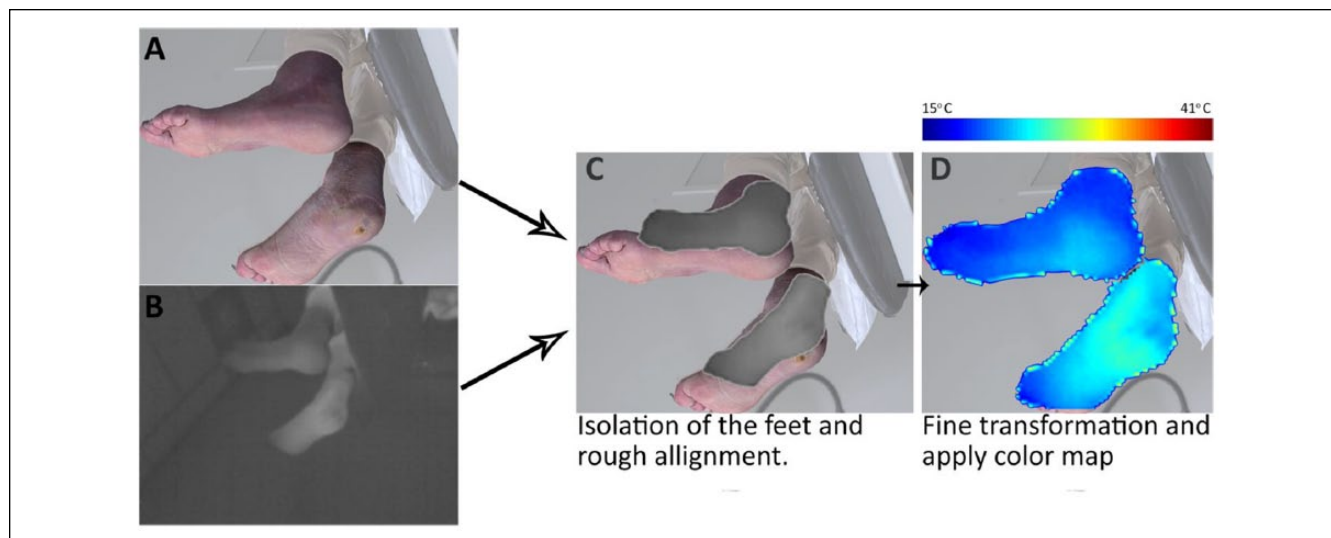 A
B
15° C 41° C
C
D
Isolation of the feet and
rough allignment.
Fine transformation and
apply color map